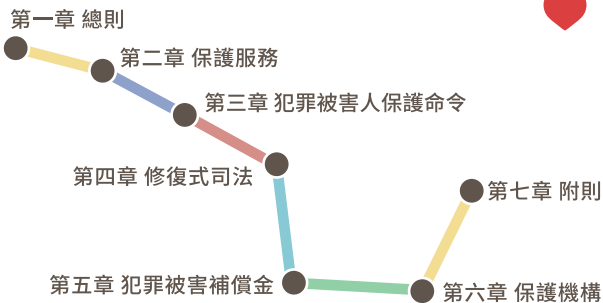 第一章 總則
第二章 保護服務
第三章 犯罪被害人保護命令
第四章 修復式司法
第五章 犯罪被害補償金
第六章 保護機構
第七章 附則